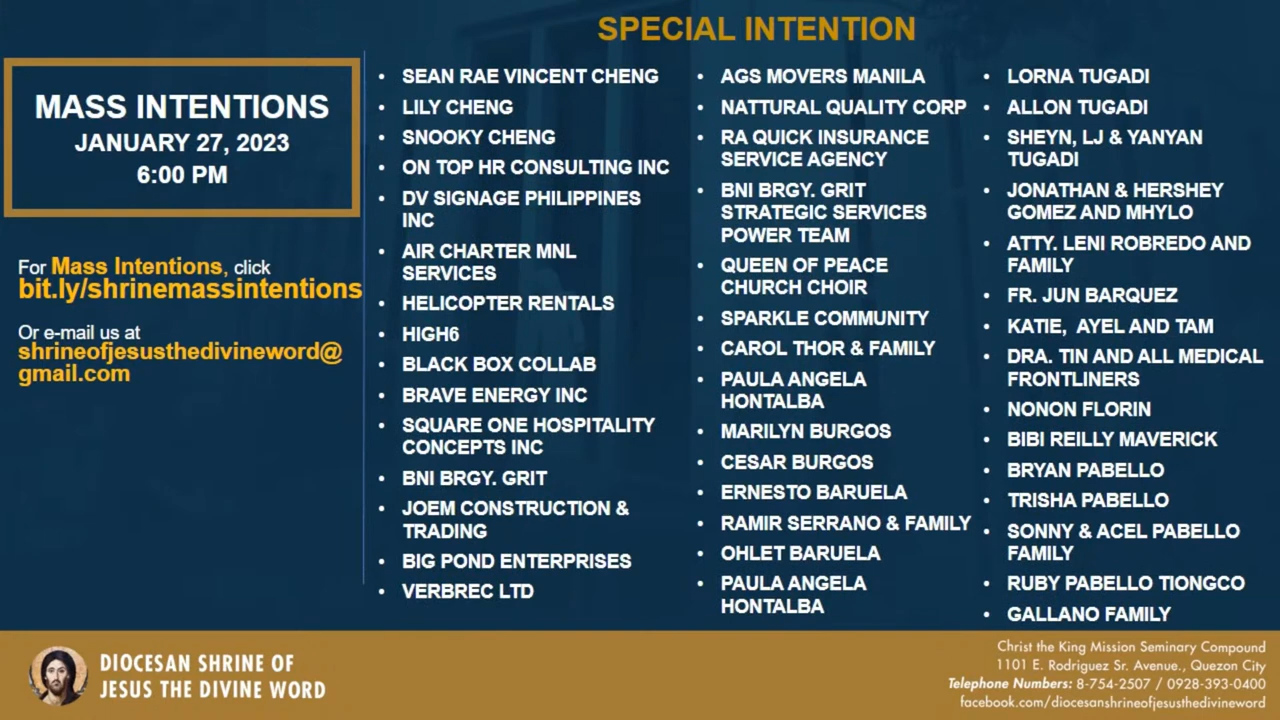 SPECIAL INTENTION
MASS INTENTIONS
JANUARY 27, 2023
6:00 PM
For Mass Intentions, click
bit.ly/shrinemassintentions
Or e-mail us at
shrineofjesusthedivineword@
gmail.com
• SEAN RAE VINCENT CHENG
• LILY CHENG
• SNOOKY CHENG
• ON TOP HR CONSULTING INC
• DV SIGNAGE PHILIPPINES
INC
• AIR CHARTER MNL
SERVICES
• HELICOPTER RENTALS
• HIGH6
• BLACK BOX COLLAB
• BRAVE ENERGY INC
• SQUARE ONE HOSPITALITY
CONCEPTS INC
• BNI BRGY. GRIT
• JOEM CONSTRUCTION &
TRADING
• BIG POND ENTERPRISES
• VERBREC LTD
• AGS MOVERS MANILA
• NATTURAL QUALITY CORP
• RA QUICK INSURANCE
SERVICE AGENCY
• BNI BRGY. GRIT
STRATEGIC SERVICES
POWER TEAM
• QUEEN OF PEACE
CHURCH CHOIR
• SPARKLE COMMUNITY
• CAROL THOR & FAMILY
• PAULA ANGELA
HONTALBA
• MARILYN BURGOS
• CESAR BURGOS
• ERNESTO BARUELA
• RAMIR SERRANO & FAMILY
• OHLET BARUELA
• PAULA ANGELA
HONTALBA
• LORNA TUGADI
• ALLON TUGADI
• SHEYN, LJ & YANYAN
TUGADI
• JONATHAN & HERSHEY
GOMEZ AND MHYLO
• ATTY. LENI ROBREDO AND
FAMILY
• FR. JUN BARQUEZ
• KATIE, AYEL AND TAM
• DRA. TIN AND ALL MEDICAL
FRONTLINERS
• NONON FLORIN
• BIBI REILLY MAVERICK
• BRYAN PABELLO
• TRISHA PABELLO
• SONNY & ACEL PABELLO
FAMILY
• RUBY PABELLO TIONGCO
• GALLANO FAMILY
DIOCESAN SHRINE OF
JESUS THE DIVINE WORD
Christ the King Mission Seminary Compound
1101 E. Rodriguez Sr. Avenue., Quezon City
Telephone Numbers: 8-754-2507 / 0928-393-0400
facebook.com/diocesanshrineofjesusthedivineword